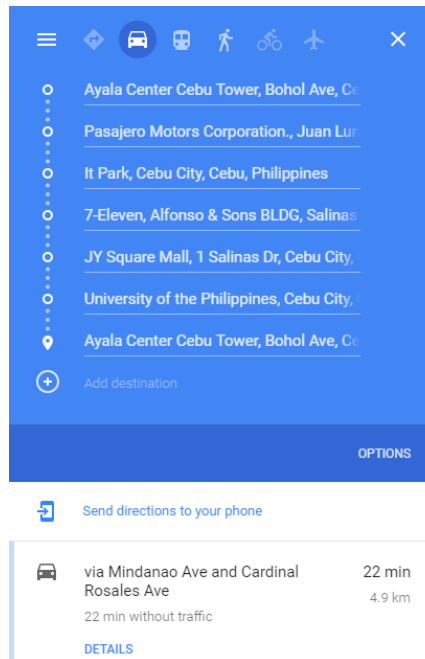 Ayala Center Cebu Tower, Bohol Ave, Ce
Pasajero Motors Corporation., Juan Lun
It Park, Cebu City, Cebu, Philippines
7-Eleven, Alfonso & Sons BLDG, Salinas
JY Square Mall, 1 Salinas Dr, Cebu City,
University of the Philippines, Cebu City,
Ayala Center Cebu Tower, Bohol Ave, Ce
Add destination
OPTIONS
Send directions to your phone
via Mindanao Ave and Cardinal 22 min
Rosales Ave 4.9 km
22 min without traffic
DETAILS